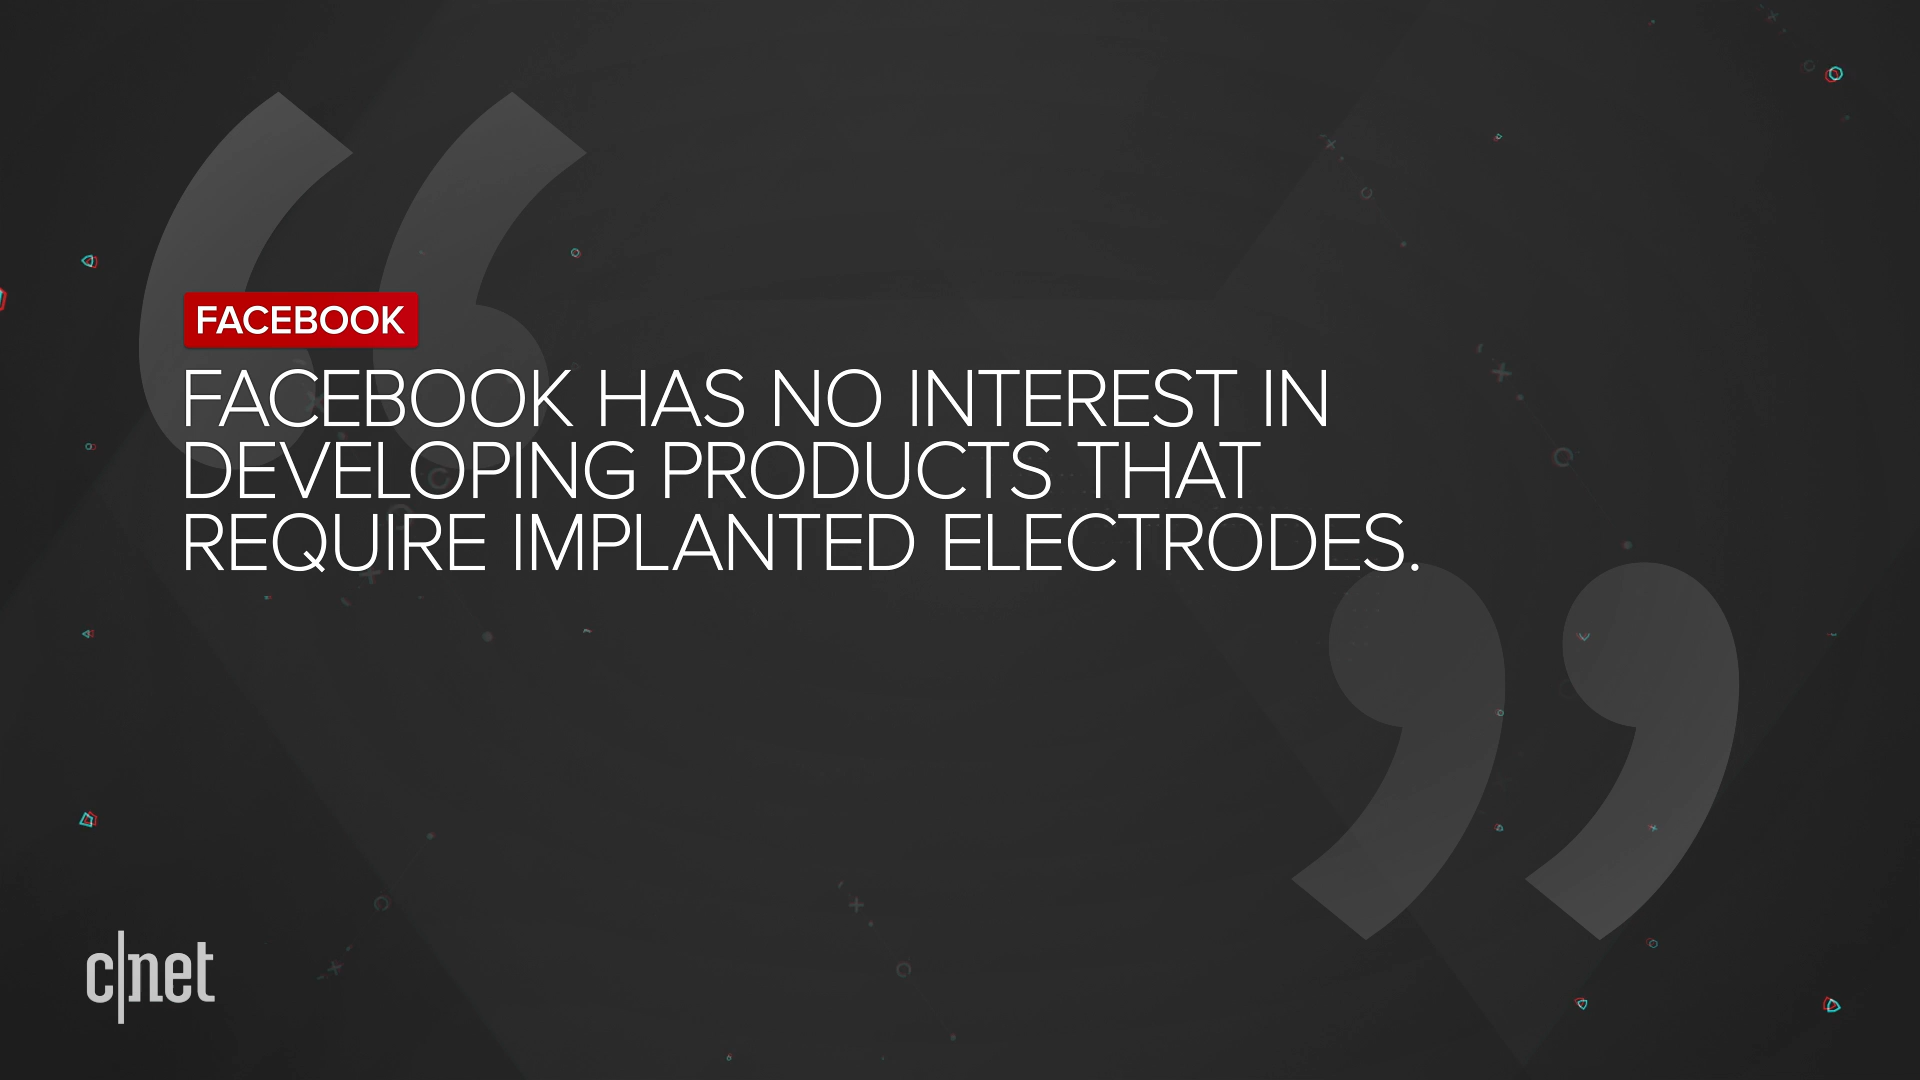 FACEBOOK
FACEBOOK HAS NO INTEREST IN
DEVELOPING PRODUCTS THAT
REQUIRE IMPLANTED ELECTRODES.
c|net